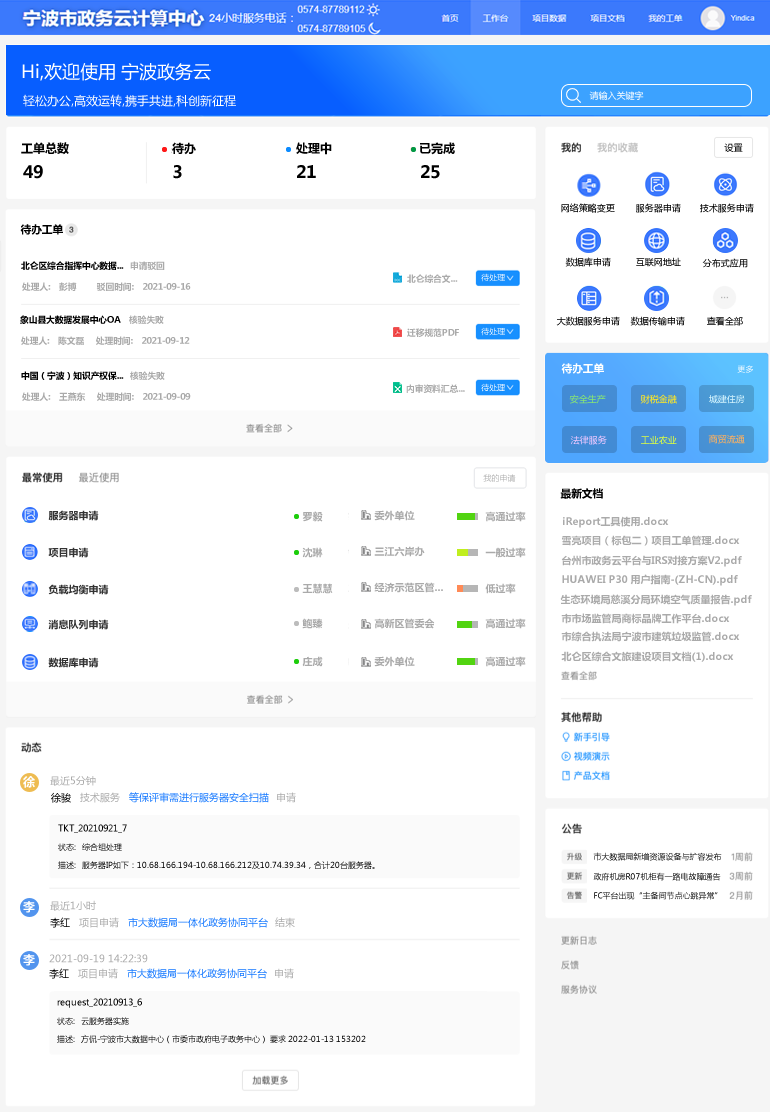 宁波市政务云计算中心 24小时服务电话： 0574-87789112
0574-87789105
首页 工作台 项目数据 项目文档 我的工单 Yindica
Hi,欢迎使用 宁波政务云
轻松办公,高效运转,携手共进,科创新征程
请输入关键字
工单总数 待办 处理中 已完成
49 3 21 25
待办工单 3
北仑区综合指挥中心数据... 申请驳回
处理人: 彭博 驳回时间: 2021-09-16
北仑综合文... 待处理
象山县大数据发展中心OA 核验失败
处理人: 陈文磊 处理时间: 2021-09-12
迁移规范PDF 待处理
中国（宁波）知识产权保... 核验失败
处理人: 王燕东 处理时间: 2021-09-09
内审资料汇总... 待处理
查看全部
最常使用 最近使用 我的申请
服务器申请 罗毅 委外单位 高通过率
项目申请 沈琳 三江六岸办 一般过率
负载均衡申请 王慧慧 经济示范区管... 低过率
消息队列申请 鲍臻 高新区管委会 高通过率
数据库申请 庄成 委外单位 高通过率
查看全部
动态
徐 最近5分钟
徐骏 技术服务 等保评审需进行服务器安全扫描 申请
TKT_20210921_7
状态: 综合组处理
描述: 服务器IP如下：10.68.166.194-10.68.166.212及10.74.39.34，合计20台服务器。
李 最近1小时
李红 项目申请 市大数据局一体化政务协同平台 结束
李 2021-09-19 14:22:39
李红 项目申请 市大数据局一体化政务协同平台 申请
request_20210913_6
状态: 云服务器实施
描述: 方侃-宁波市大数据中心（市委市政府电子政务中心） 要求 2022-01-13 153202
加载更多
我的 我的收藏 设置
网络策略变更 服务器申请 技术服务申请
数据库申请 互联网地址 分布式应用
大数据服务申请 数据传输申请 查看全部
待办工单 更多
安全生产 财税金融 城建住房
法律服务 工业农业 商贸流通
最新文档
iReport工具使用.docx
雪亮项目（标包二）项目工单管理.docx
台州市政务云平台与IRS对接方案V2.pdf
HUAWEI P30 用户指南-(ZH-CN).pdf
生态环境局慈溪分局环境空气质量报告.pdf
市市场监管局商标品牌工作平台.docx
市综合执法局宁波市建筑垃圾监管.docx
北仑区综合文旅建设项目文档(1).docx
查看全部
其他帮助
新手引导
视频演示
产品文档
公告
升级 市大数据局新增资源设备与扩容发布 1周前
更新 政府机房R07机柜有一路电故障通告 3周前
告警 FC平台出现“主备间节点心跳异常” 2月前
更新日志
反馈
服务协议